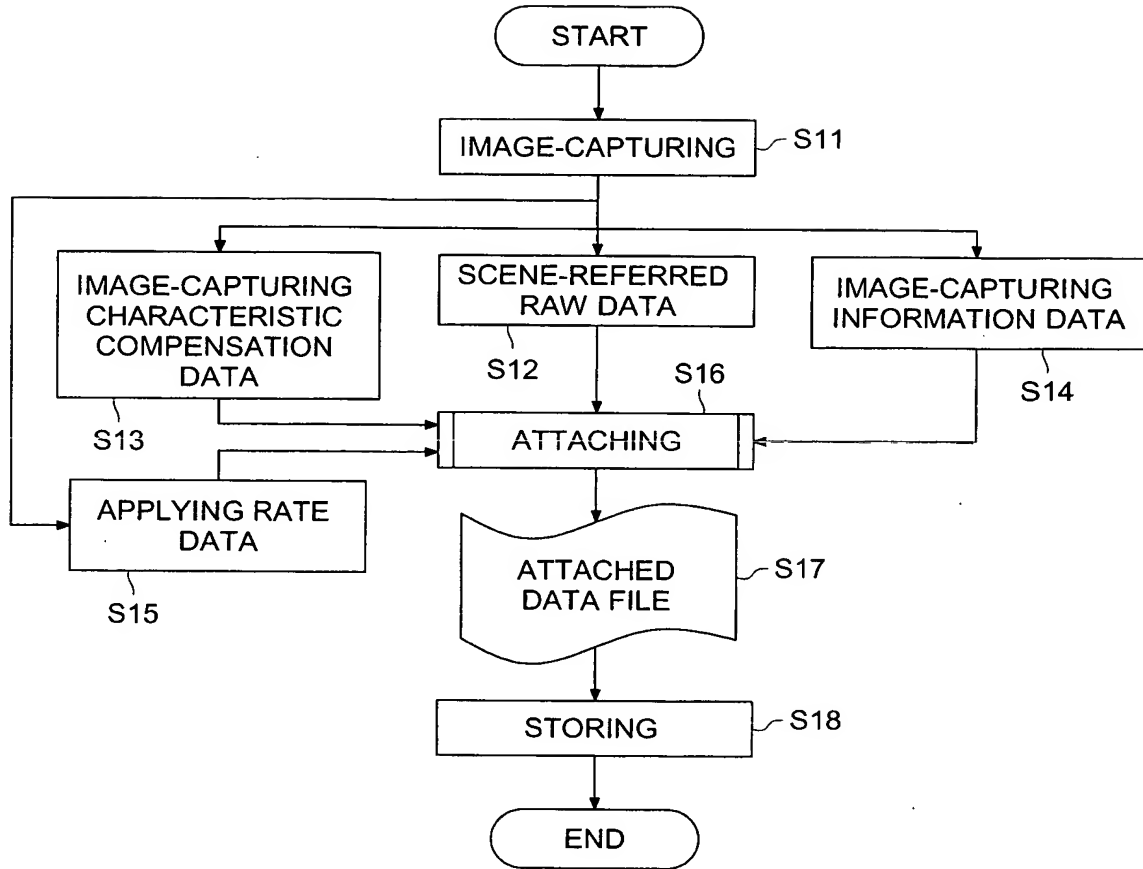 START
IMAGE-CAPTURING
S11
IMAGE-CAPTURING
CHARACTERISTIC
COMPENSATION
DATA
S13
SCENE-REFERRED
RAW DATA
S12
IMAGE-CAPTURING
INFORMATION DATA
S14
S16
ATTACHING
APPLYING RATE
DATA
S15
ATTACHED
DATA FILE
S17
STORING
S18
END